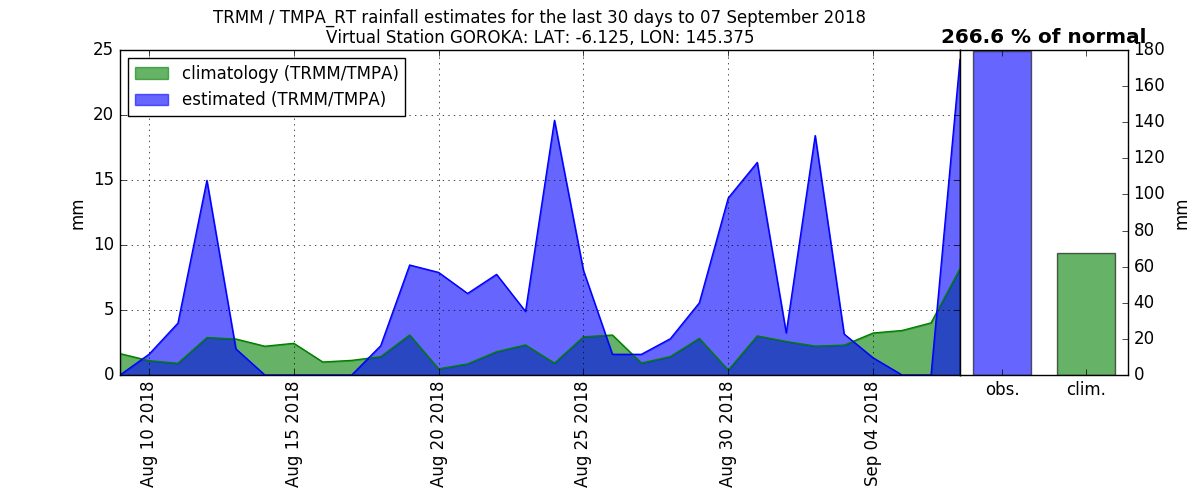 TRMM / TMPA_RT rainfall estimates for the last 30 days to 07 September 2018
Virtual Station GOROKA: LAT: -6.125, LON: 145.375
266.6 % of normal
climatology (TRMM/TMPA)
estimated (TRMM/TMPA)
25
20
15
10
5
0
mm
Aug 10 2018
Aug 15 2018
Aug 20 2018
Aug 25 2018
Aug 30 2018
Sep 04 2018
obs.
clim.
180
160
140
120
100
80
60
40
20
0
mm